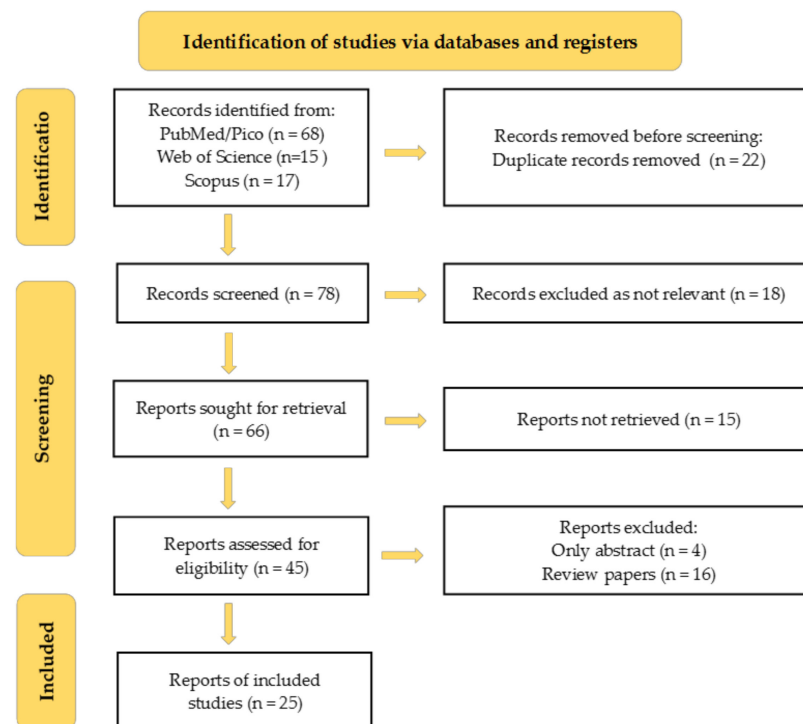 Identification of studies via databases and registers
Identificatio
Records identified from:
PubMed/Pico (n = 68)
Web of Science (n=15 )
Scopus (n = 17)
Records removed before screening:
Duplicate records removed (n = 22)
Screening
Records screened (n = 78)
Records excluded as not relevant (n = 18)
Reports sought for retrieval
(n = 66)
Reports not retrieved (n = 15)
Reports assessed for
eligibility (n = 45)
Reports excluded:
Only abstract (n = 4)
Review papers (n = 16)
Included
Reports of included
studies (n = 25)